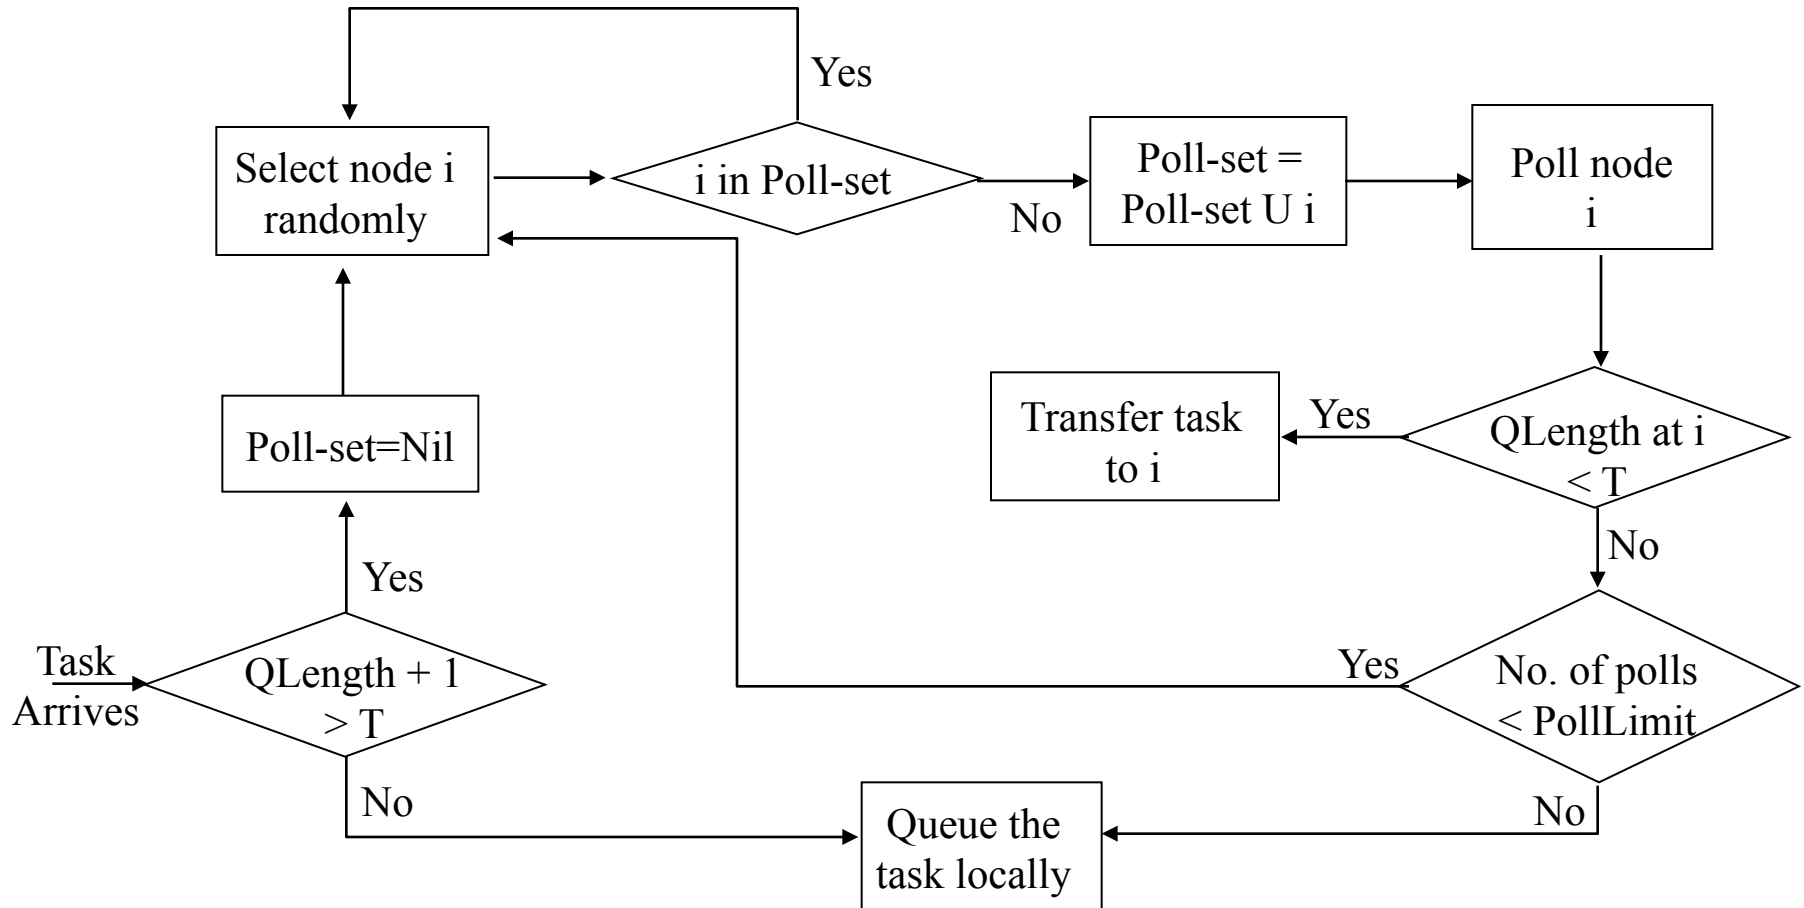 Yes
Select node i
randomly
i in Poll-set
No
Poll-set =
Poll-set U i
Poll node
i
Poll-set=Nil
Transfer task
to i
Yes
QLength at i
< T
No
Yes
Task
Arrives
QLength + 1
> T
Yes
No. of polls
< PollLimit
No
Queue the
task locally
No